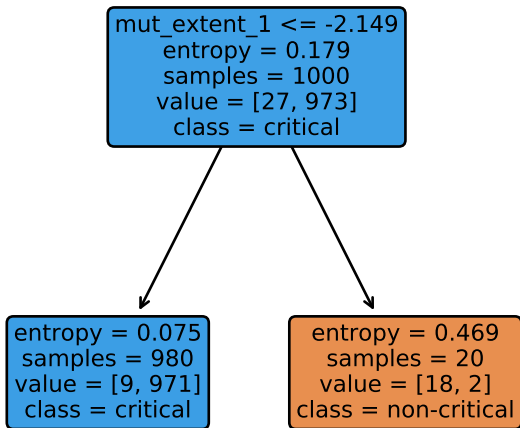 mut_extent_1 <= -2.149
entropy = 0.179
samples = 1000
value = [27, 973]
class = critical
entropy = 0.075
samples = 980
value = [9, 971]
class = critical
entropy = 0.469
samples = 20
value = [18, 2]
class = non-critical